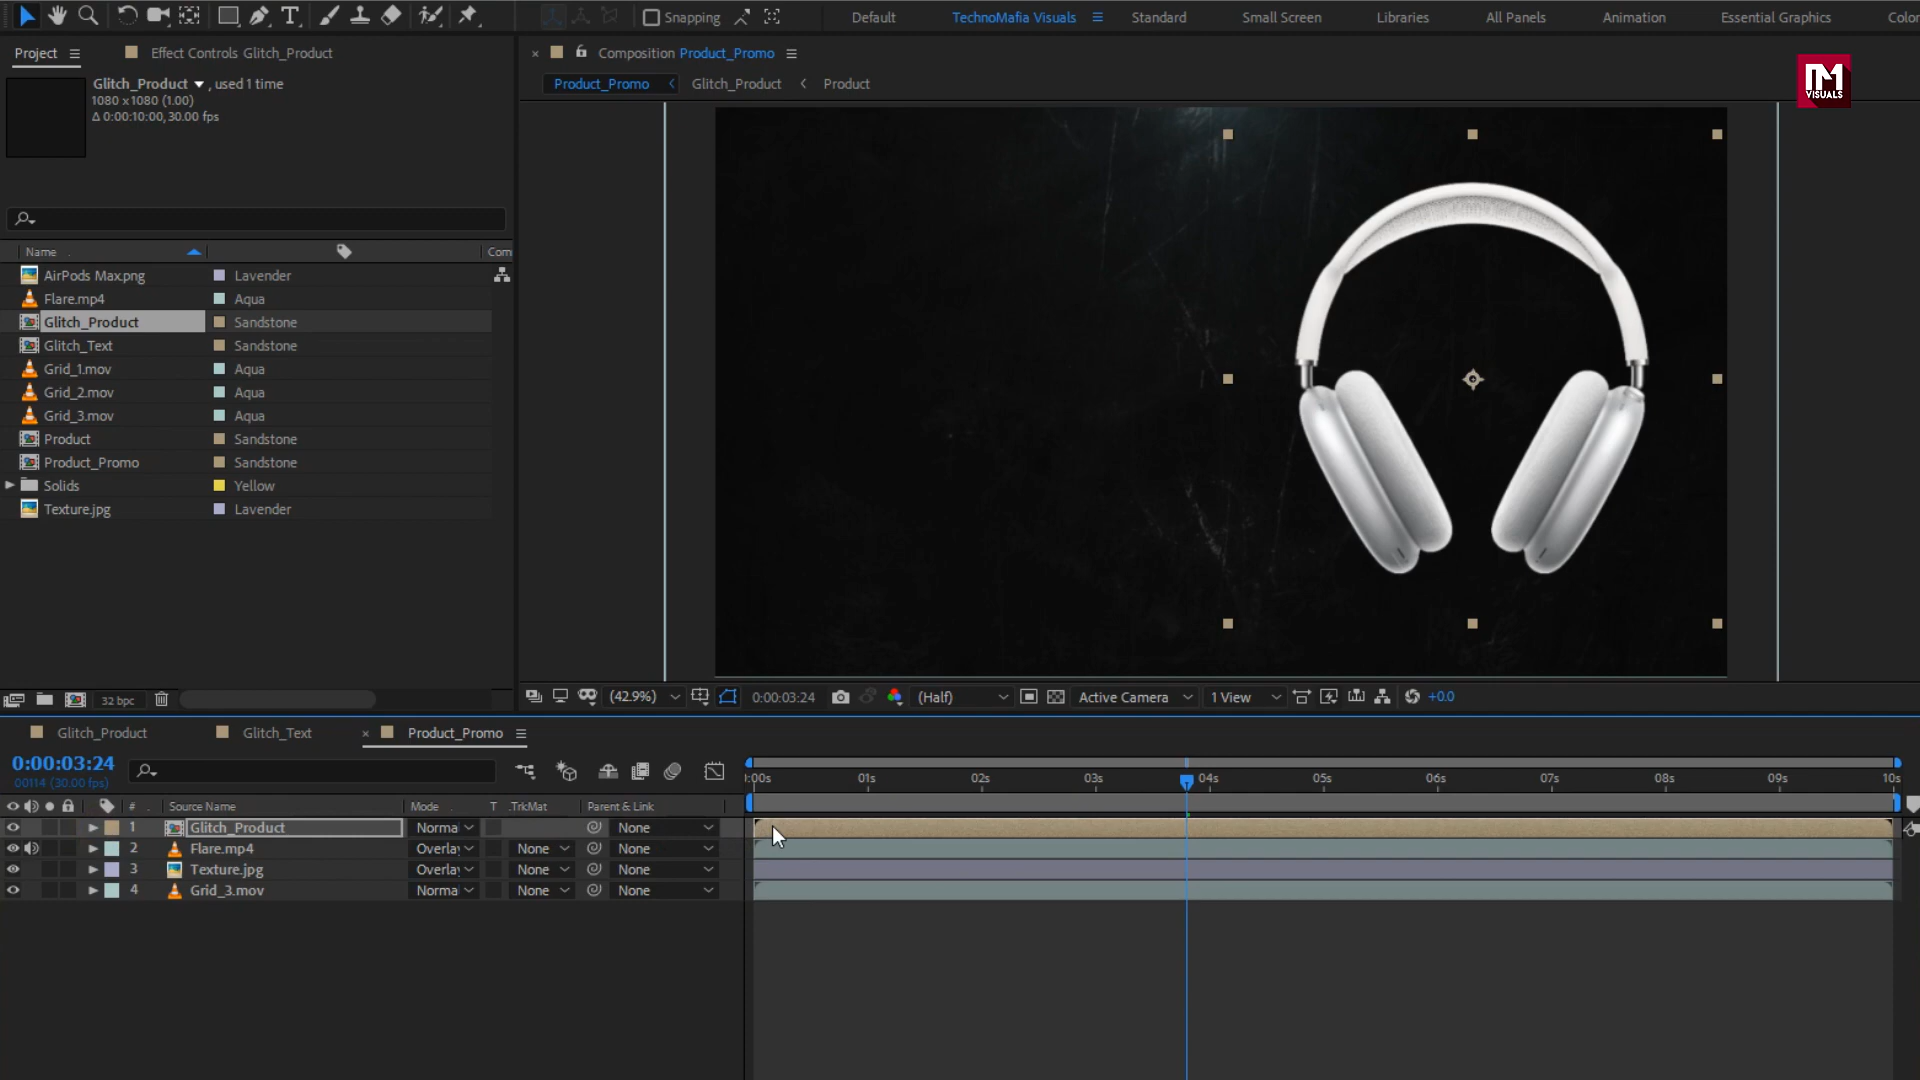 Snapping
Default
TechnoMafia Visuals
Standard
Small Screen
Libraries
All Panels
Animation
Essential Graphics
Color
Project
Effect Controls Glitch_Product
Composition Product_Promo
Product_Promo
Glitch_Product
Product
M
VISUALS
Glitch_Product , used 1 time
1080 x1080 (1.00)
Δ 0:00:10:00, 30.00 fps
Name
Com
AirPods Max.png Lavender
Flare.mp4 Aqua
Glitch_Product Sandstone
Glitch_Text Sandstone
Grid_1.mov Aqua
Grid_2.mov Aqua
Grid_3.mov Aqua
Product Sandstone
Product_Promo Sandstone
Solids Yellow
Texture.jpg Lavender
32 bpc
(42.9%) 0:00:03:24 (Half) Active Camera 1 View +0.0
Glitch_Product
Glitch_Text
Product_Promo
0:00:03:24
00114 (30.00 fps)
):00s 01s 02s 03s 04s 05s 06s 07s 08s 09s 10s
# Source Name Mode T .TrkMat Parent & Link
1 Glitch_Product Norma None
2 Flare.mp4 Overlay None None
3 Texture.jpg Overlay None None
4 Grid_3.mov Norma None None